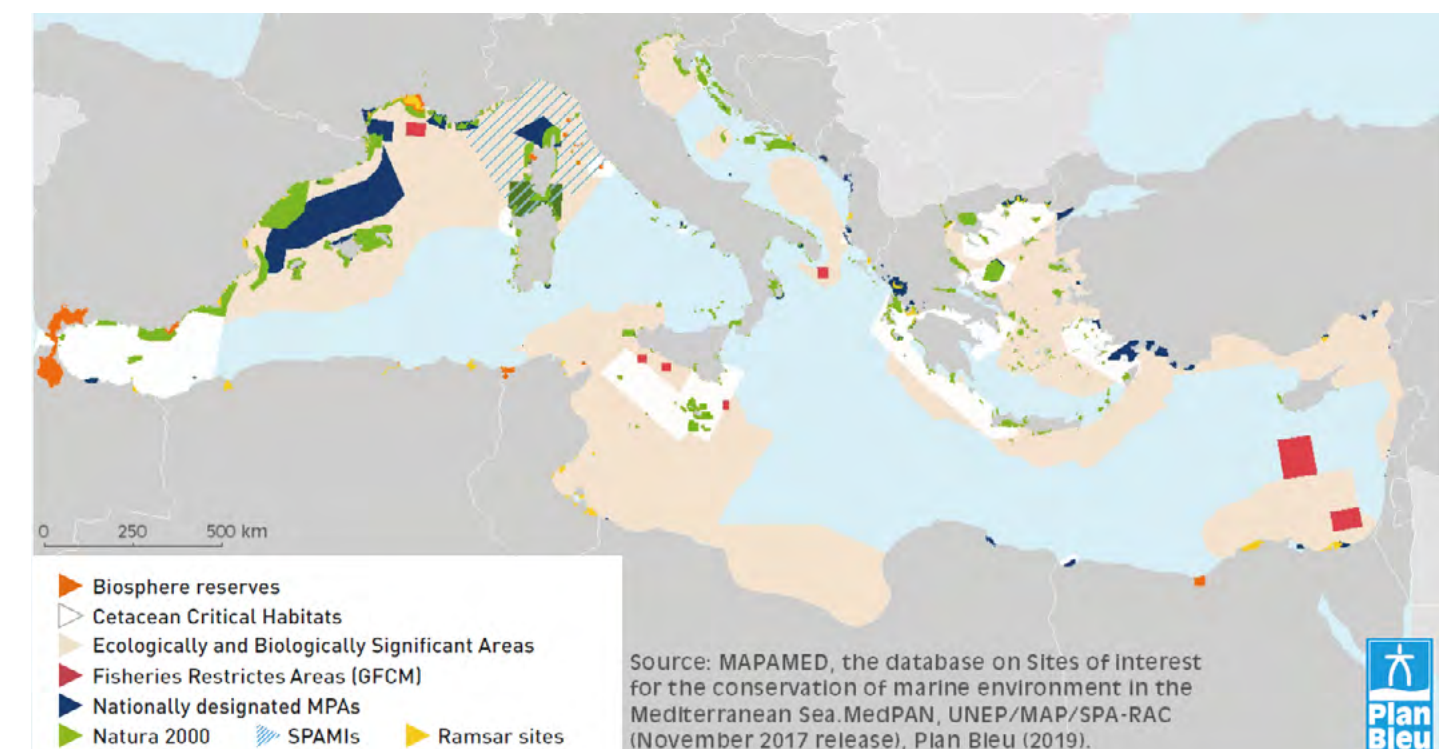 0 250 500 km
Biosphere reserves
Cetacean Critical Habitats
Ecologically and Biologically Significant Areas
Fisheries Restrictes Areas (GFCM)
Nationally designated MPAs
Natura 2000 SPAMIs Ramsar sites
Source: MAPAMED, the database on Sites of interest
for the conservation of marine environment in the
Mediterranean Sea.MedPAN, UNEP/MAP/SPA-RAC
(November 2017 release), Plan Bleu (2019).
Plan
Bleu